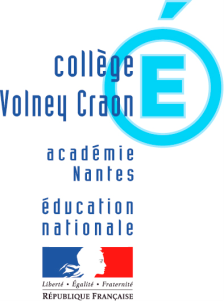 collège
Volney Craon
É
académie
Nantes
éducation
nationale
Liberté • Égalité • Fraternité
RÉPUBLIQUE FRANÇAISE